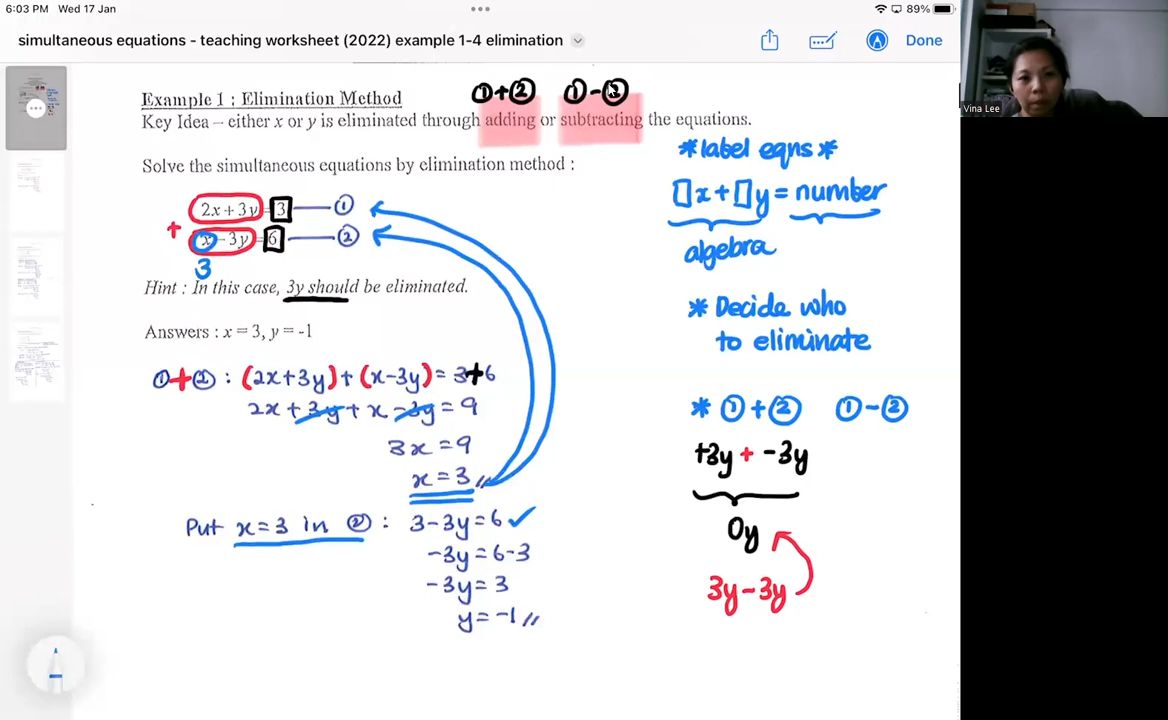 6:03 PM Wed 17 Jan
89%
simultaneous equations - teaching worksheet (2022) example 1-4 elimination
Done
Vina Lee
①+② ①-②
Example 1 : Elimination Method
Key Idea – either x or y is eliminated through adding or subtracting the equations.
Solve the simultaneous equations by elimination method :
2x + 3y = 3 — ①
+
x - 3y = 6 — ②
3
Hint : In this case, 3y should be eliminated.
Answers : x = 3, y = -1
①+② : (2x+3y)+(x-3y)=3+6
2x+3y+x-3y=9
3x=9
x=3
Put x=3 in ② : 3-3y=6 ✓
-3y=6-3
-3y=3
y=-1
*label eqns*
▯x+▯y=number
algebra
* Decide who
to eliminate
* ①+② ①-②
+3y + -3y
0y
3y-3y